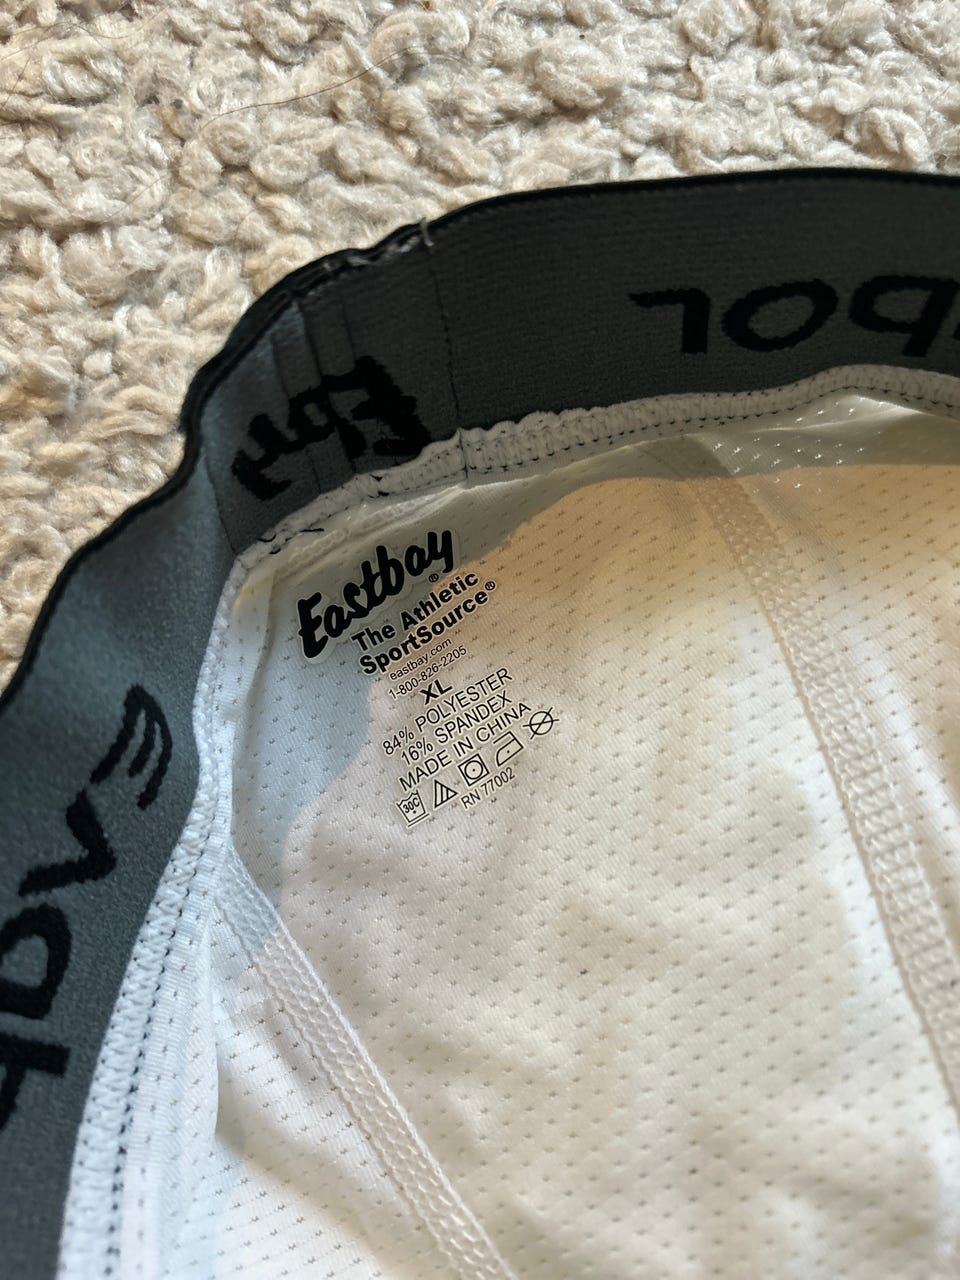 Eastbay®
The Athletic
SportSource®
eastbay.com
1-800-826-2205
XL
84% POLYESTER
16% SPANDEX
MADE IN CHINA
30C
RN 77002